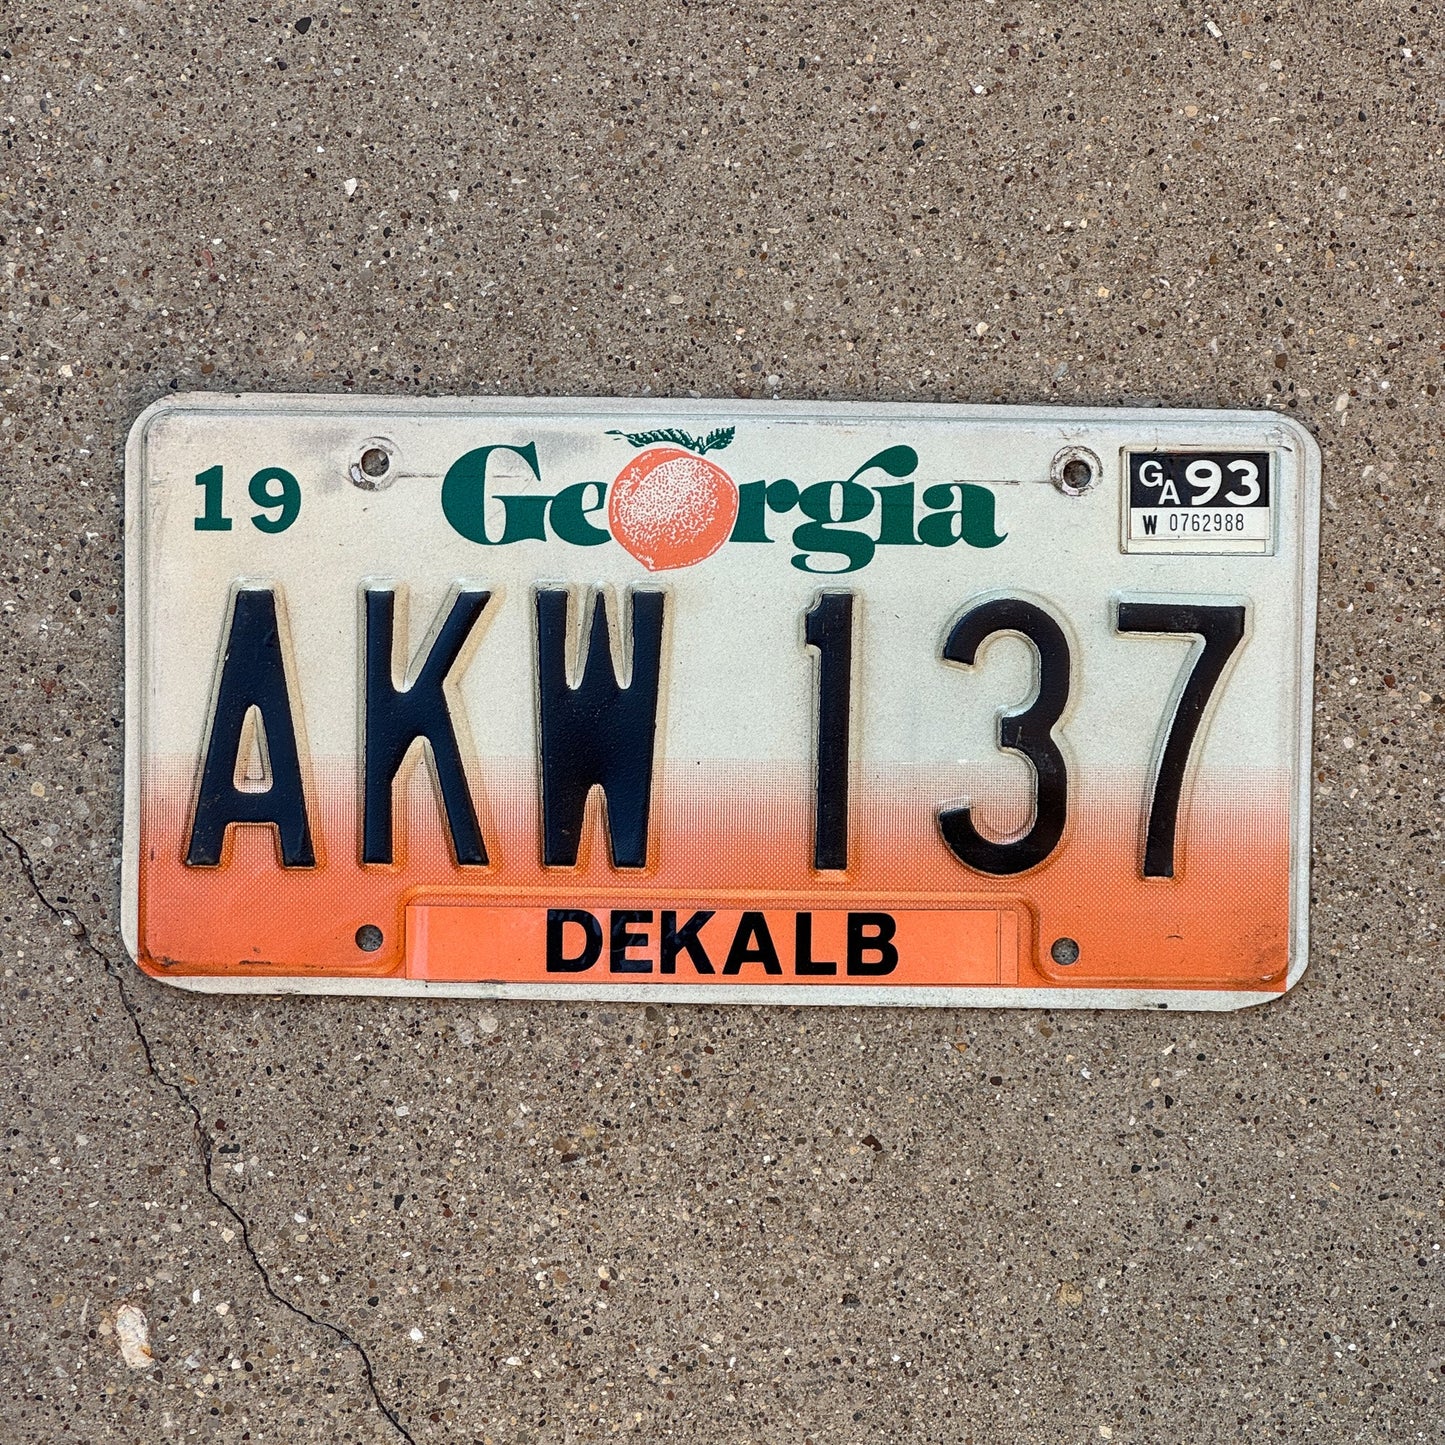 19 Georgia GA 93
W 0762988
AKW 137
DEKALB